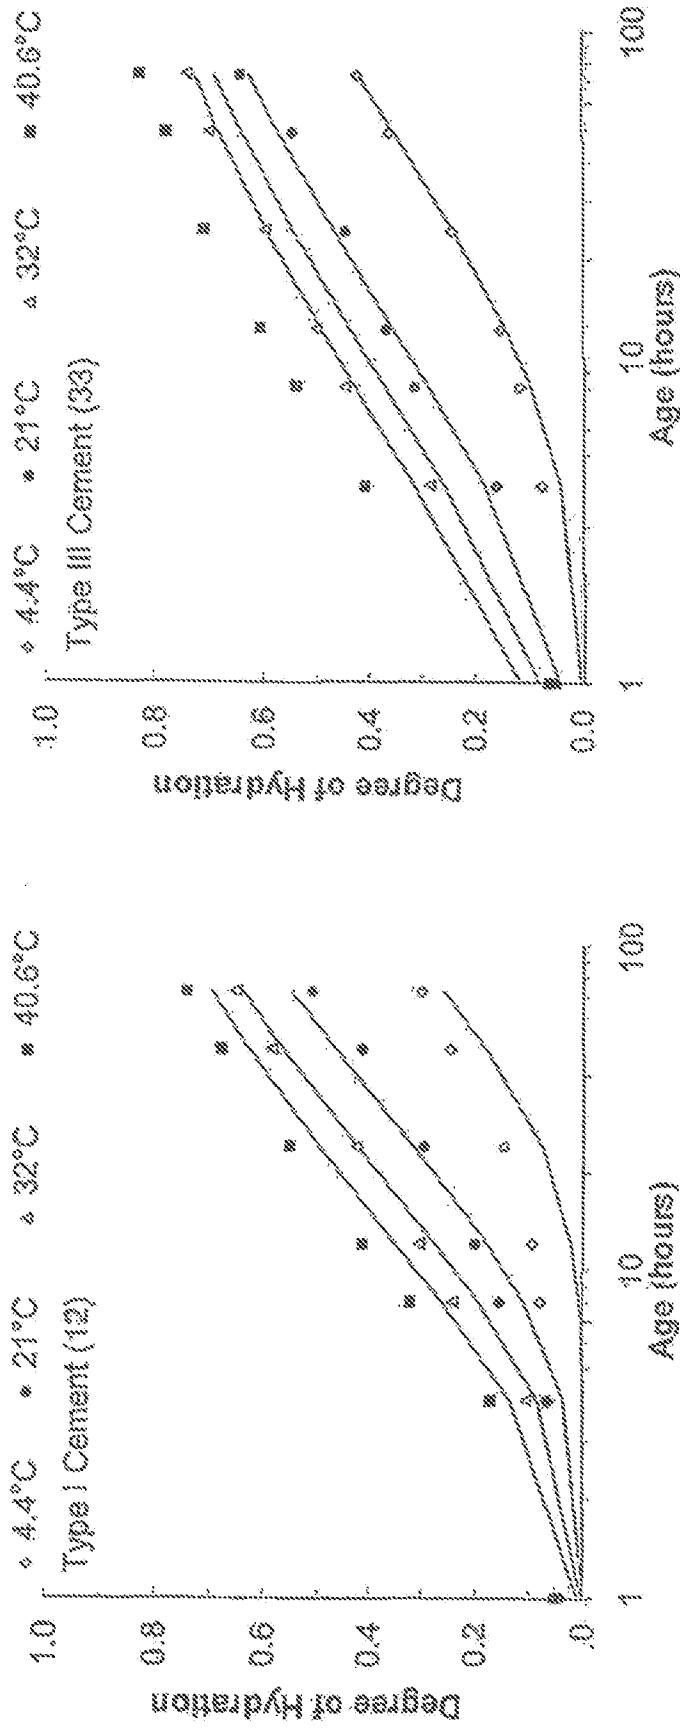 ◇ 4.4°C ● 21°C ▵ 32°C ■ 40.6°C
Type I Cement (12)
1.0
0.8
0.6
0.4
0.2
.0
Degree of Hydration
1
10
100
Age (hours)
◇ 4.4°C ● 21°C ▵ 32°C ■ 40.6°C
Type III Cement (33)
1.0
0.8
0.6
0.4
0.2
0.0
Degree of Hydration
1
10
100
Age (hours)